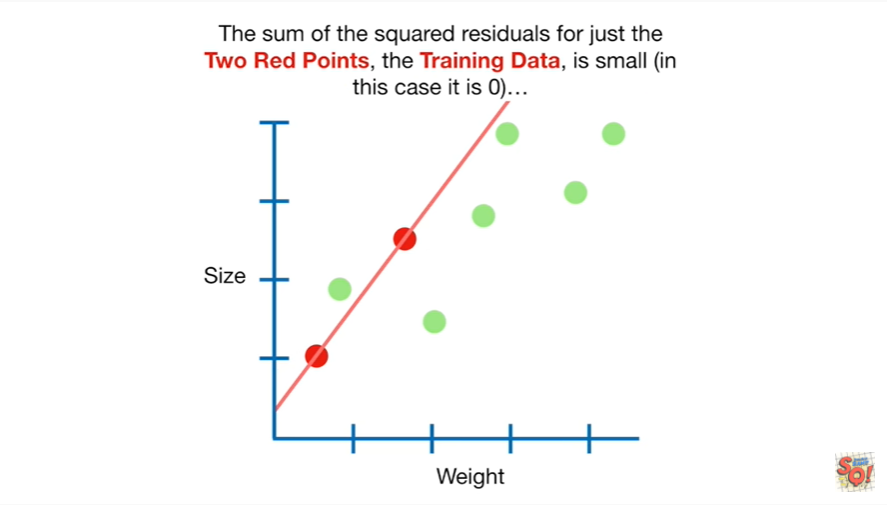 The sum of the squared residuals for just the
Two Red Points, the Training Data, is small (in
this case it is 0)…
Size
Weight
SQ!